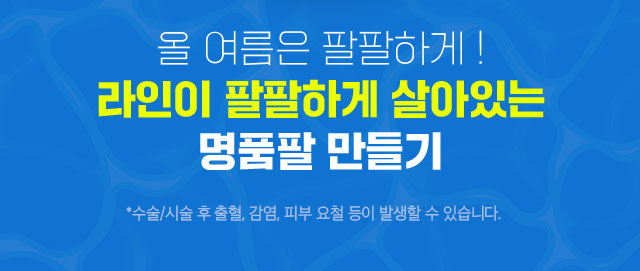 올 여름은 팔팔하게 !
라인이 팔팔하게 살아있는
명품팔 만들기
*수술/시술 후 출혈, 감염, 피부 요철 등이 발생할 수 있습니다.